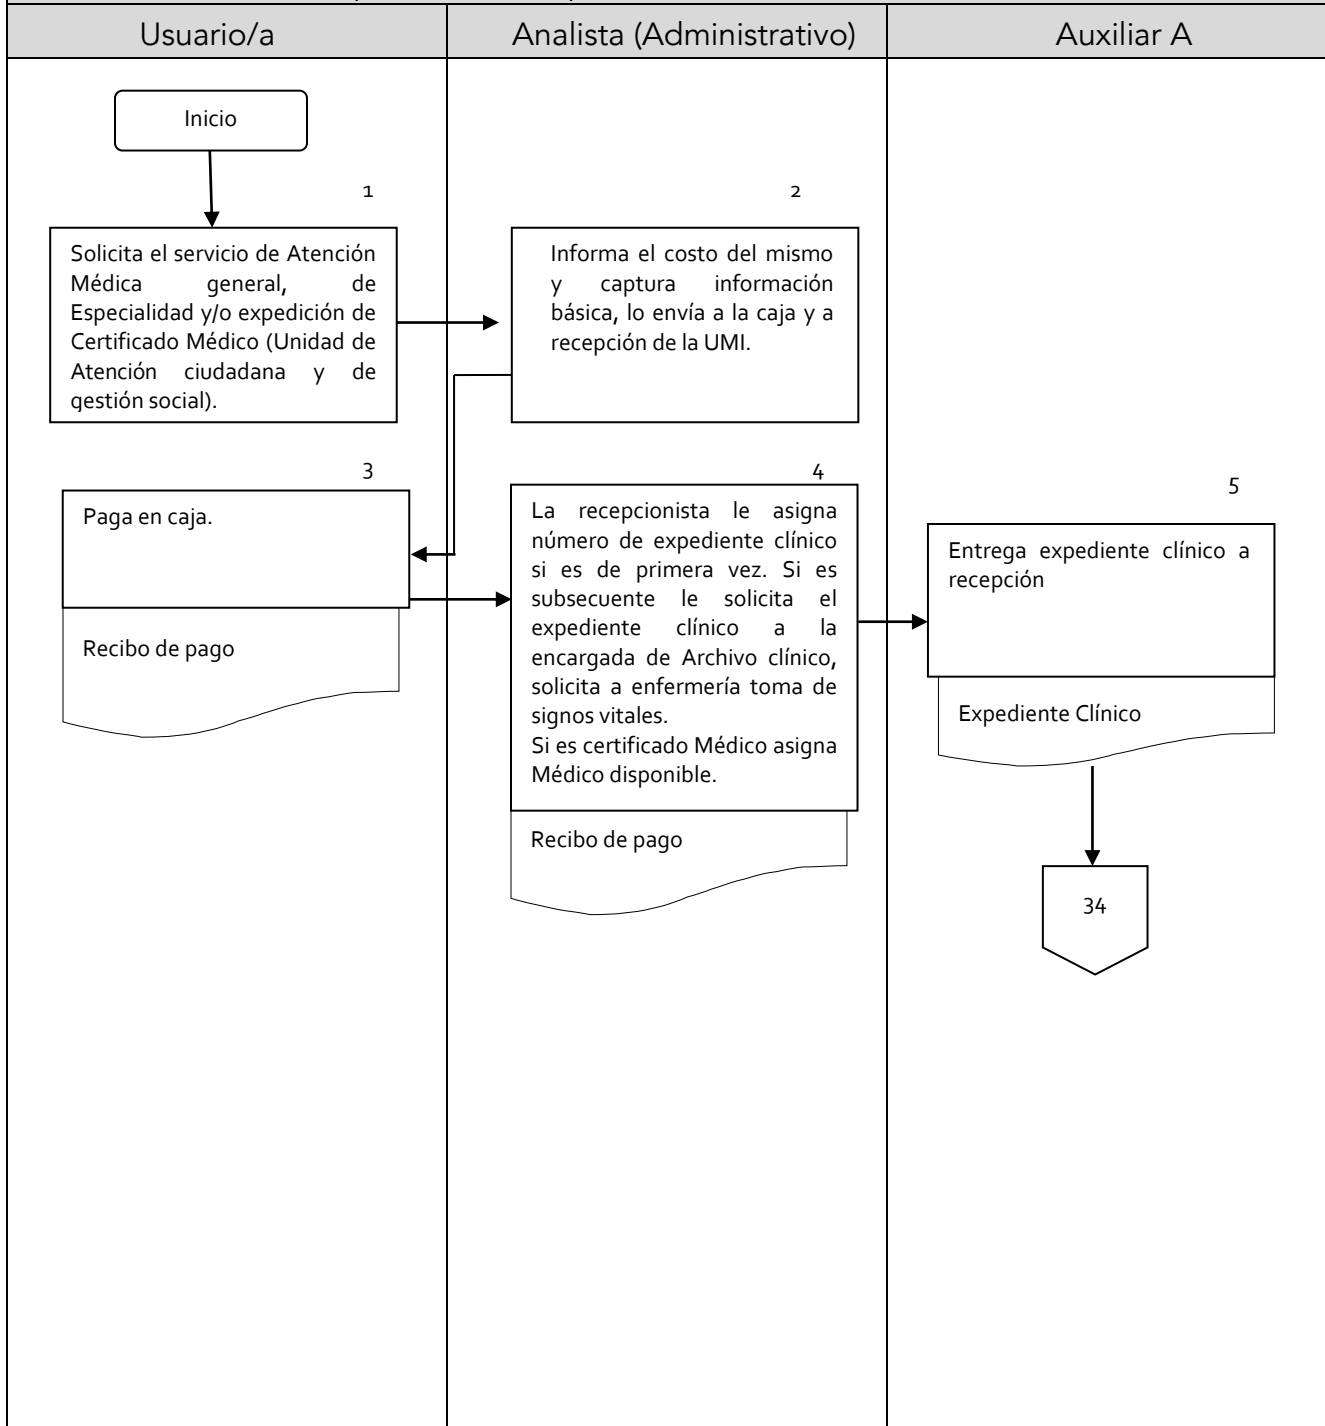 Usuario/a
Analista (Administrativo)
Auxiliar A
Inicio
1
Solicita el servicio de Atención
Médica general, de
Especialidad y/o expedición de
Certificado Médico (Unidad de
Atención ciudadana y de
gestión social).
2
Informa el costo del mismo
y captura información
básica, lo envía a la caja y a
recepción de la UMI.
3
Paga en caja.
Recibo de pago
4
La recepcionista le asigna
número de expediente clínico
si es de primera vez. Si es
subsecuente le solicita el
expediente clínico a la
encargada de Archivo clínico,
solicita a enfermería toma de
signos vitales.
Si es certificado Médico asigna
Médico disponible.
Recibo de pago
5
Entrega expediente clínico a
recepción
Expediente Clínico
34